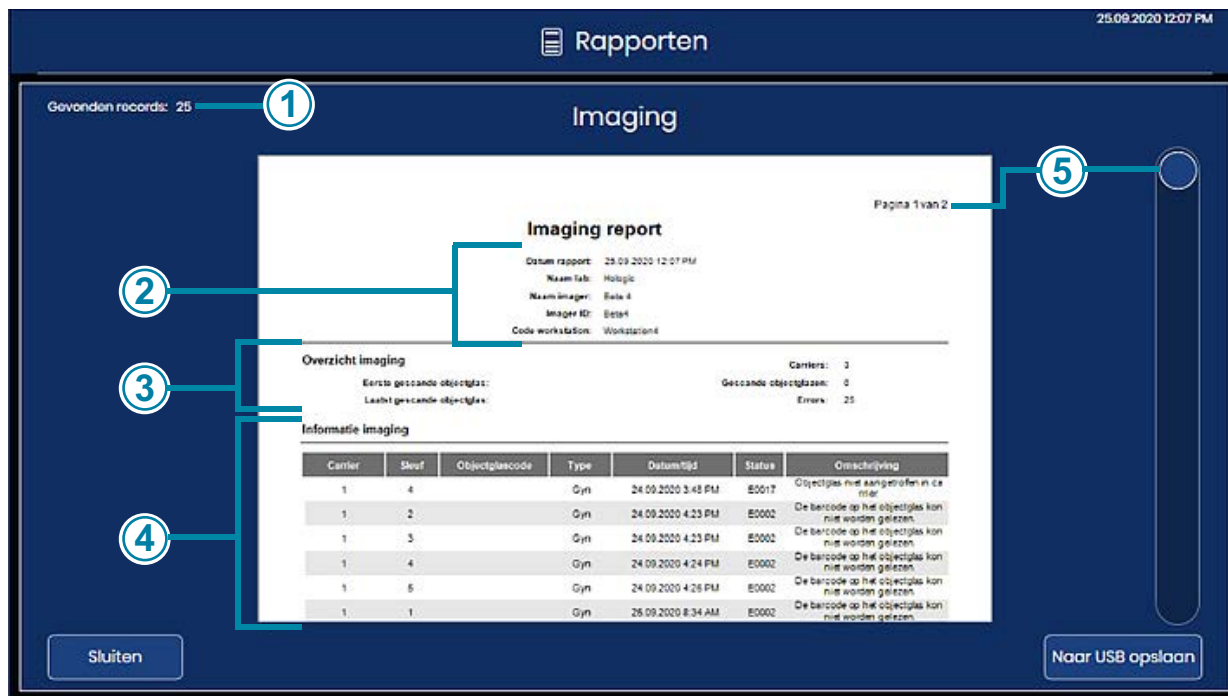 25.09.2020 12:07 PM
Rapporten
Gevonden records: 25
1
Imaging
5
Pagina 1 van 2
Imaging report
2
Datum rapport: 25.09.2020 12:07 PM
Naam lab: Hologic
Naam imager: Beta 4
Imager ID: Beta4
Code workstation: Workstation4
3
Overzicht imaging
Carriers: 3
Eerste gescande objectglas: Gescande objectglazen: 0
Laatst gescande objectglas: Errors: 25
4
Informatie imaging
Carrier Sleuf Objectglascode Type Datum/tijd Status Omschrijving
1 4 Gyn 24.09.2020 3:48 PM E0017 Objectglas niet aangetroffen in ca
rrier
1 2 Gyn 24.09.2020 4:23 PM E0002 De barcode op het objectglas kon
niet worden gelezen.
1 3 Gyn 24.09.2020 4:23 PM E0002 De barcode op het objectglas kon
niet worden gelezen.
1 4 Gyn 24.09.2020 4:24 PM E0002 De barcode op het objectglas kon
niet worden gelezen.
1 5 Gyn 24.09.2020 4:26 PM E0002 De barcode op het objectglas kon
niet worden gelezen.
1 1 Gyn 25.09.2020 8:34 AM E0002 De barcode op het objectglas kon
niet worden gelezen.
Sluiten
Naar USB opslaan